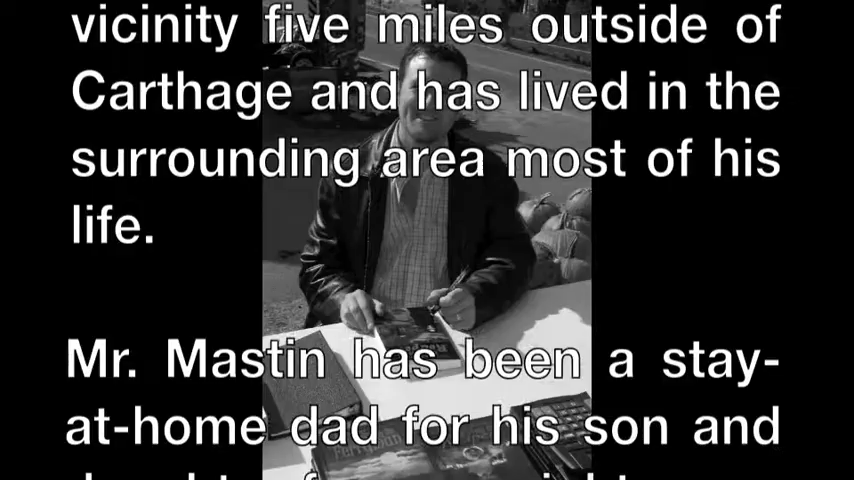 vicinity five miles outside of
Carthage and has lived in the
surrounding area most of his
life.
Mr. Mastin has been a stay-
at-home dad for his son and